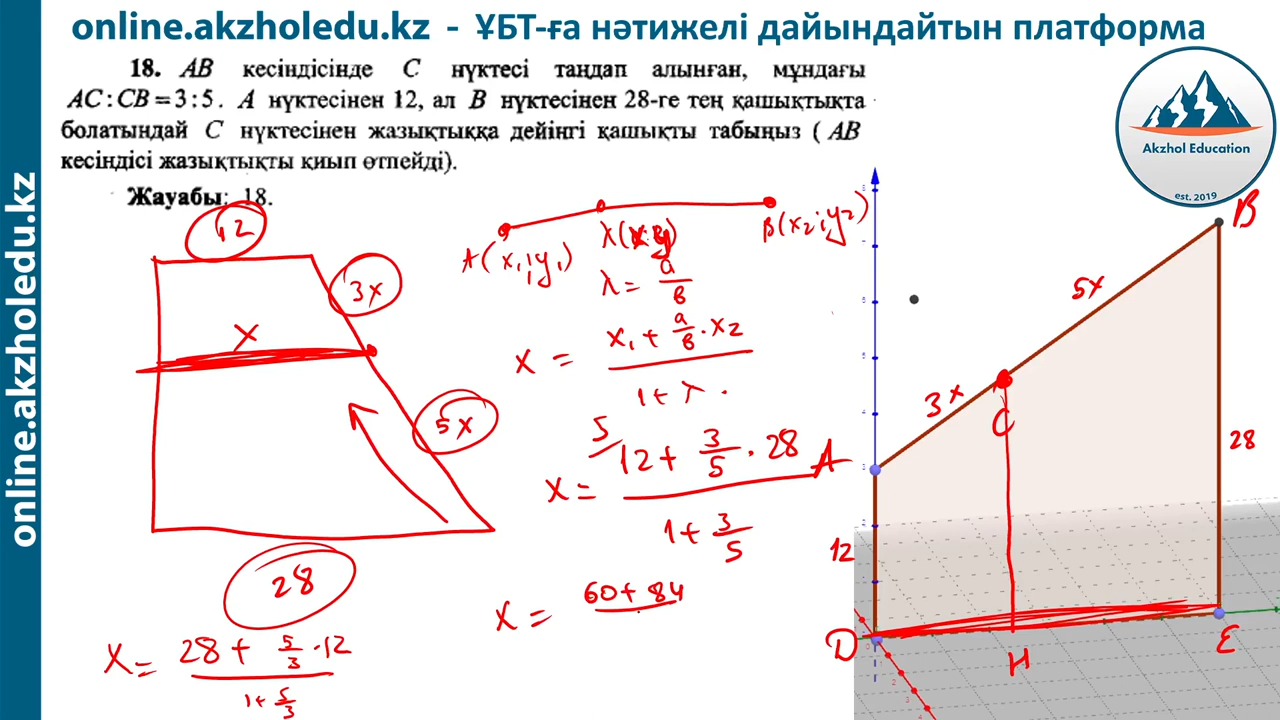 online.akzholedu.kz - ҰБТ-ға нәтижелі дайындайтын платформа
online.akzholedu.kz
18. AB кесіндісінде C нүктесі таңдап алынған, мұндағы
AC:CB=3:5. A нүктесінен 12, ал B нүктесінен 28-ге тең қашықтықта
болатындай C нүктесінен жазықтыққа дейінгі қашықты табыңыз ( AB
кесіндісі жазықтықты қиып өтпейді).
Жауабы: 18.
Akzhol Education
est. 2019
12
3x
x
5x
28
x = (28 + 5/3 · 12) / (1 + 5/3)
A(x₁; y₁)
B(x₂; y₂)
λ = a/в
x = (x₁ + a/в · x₂) / (1 + λ)
x = 5/ (12 + 3/5 · 28) / (1 + 3/5)
x = 60 + 84
B
5x
3x
C
A
28
12
D
H
E